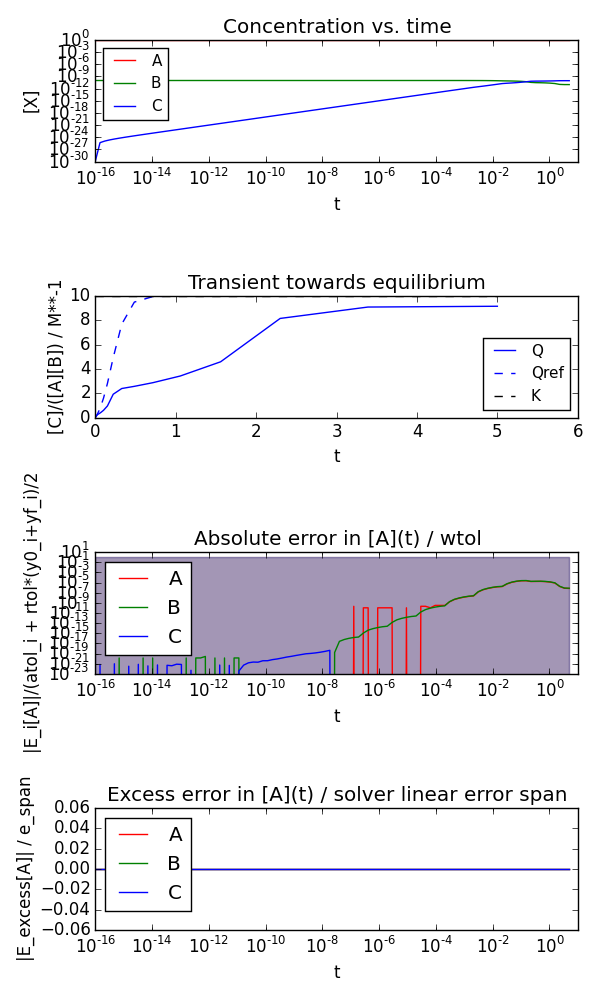 Concentration vs. time
[X]
10^0
10^-3
10^-6
10^-9
10^-12
10^-15
10^-18
10^-21
10^-24
10^-27
10^-30
A
B
C
10^-16 10^-14 10^-12 10^-10 10^-8 10^-6 10^-4 10^-2 10^0
t
Transient towards equilibrium
[C]/([A][B]) / M**-1
10
8
6
4
2
0
Q
Qref
K
0 1 2 3 4 5 6
t
Absolute error in [A](t) / wtol
|E_i[A]|/(atol_i + rtol*(y0_i+yf_i)/2
10^1
10^-1
10^-3
10^-5
10^-7
10^-9
10^-11
10^-13
10^-15
10^-17
10^-19
10^-21
10^-23
A
B
C
10^-16 10^-14 10^-12 10^-10 10^-8 10^-6 10^-4 10^-2 10^0
t
Excess error in [A](t) / solver linear error span
|E_excess[A]| / e_span
0.06
0.04
0.02
0.00
−0.02
−0.04
−0.06
A
B
C
10^-16 10^-14 10^-12 10^-10 10^-8 10^-6 10^-4 10^-2 10^0
t